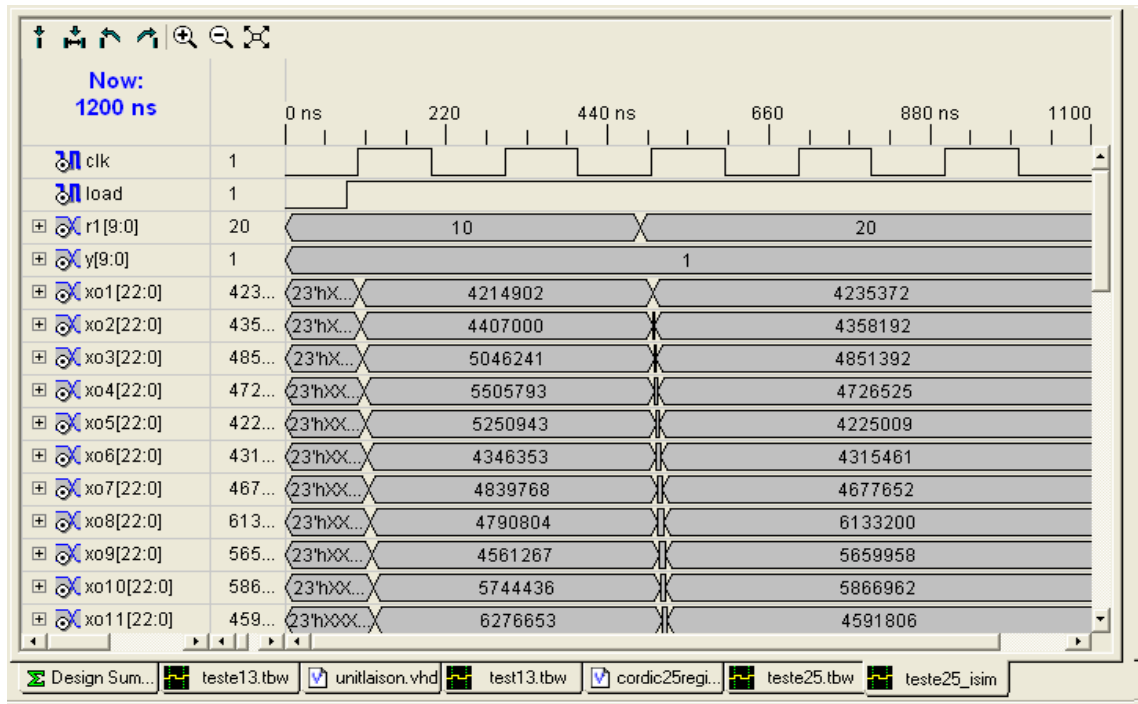 Now:
1200 ns
0 ns 220 440 ns 660 880 ns 1100
clk 1
load 1
r1[9:0] 20 10 20
y[9:0] 1 1
xo1[22:0] 423... 23'hX... 4214902 4235372
xo2[22:0] 435... 23'hX... 4407000 4358192
xo3[22:0] 485... 23'hX... 5046241 4851392
xo4[22:0] 472... 23'hXX... 5505793 4726525
xo5[22:0] 422... 23'hXX... 5250943 4225009
xo6[22:0] 431... 23'hXX... 4346353 4315461
xo7[22:0] 467... 23'hXX... 4839768 4677652
xo8[22:0] 613... 23'hXX... 4790804 6133200
xo9[22:0] 565... 23'hXX... 4561267 5659958
xo10[22:0] 586... 23'hXX... 5744436 5866962
xo11[22:0] 459... 23'hXXX... 6276653 4591806
Design Sum... teste13.tbw unitlaison.vhd test13.tbw cordic25regi... teste25.tbw teste25_isim